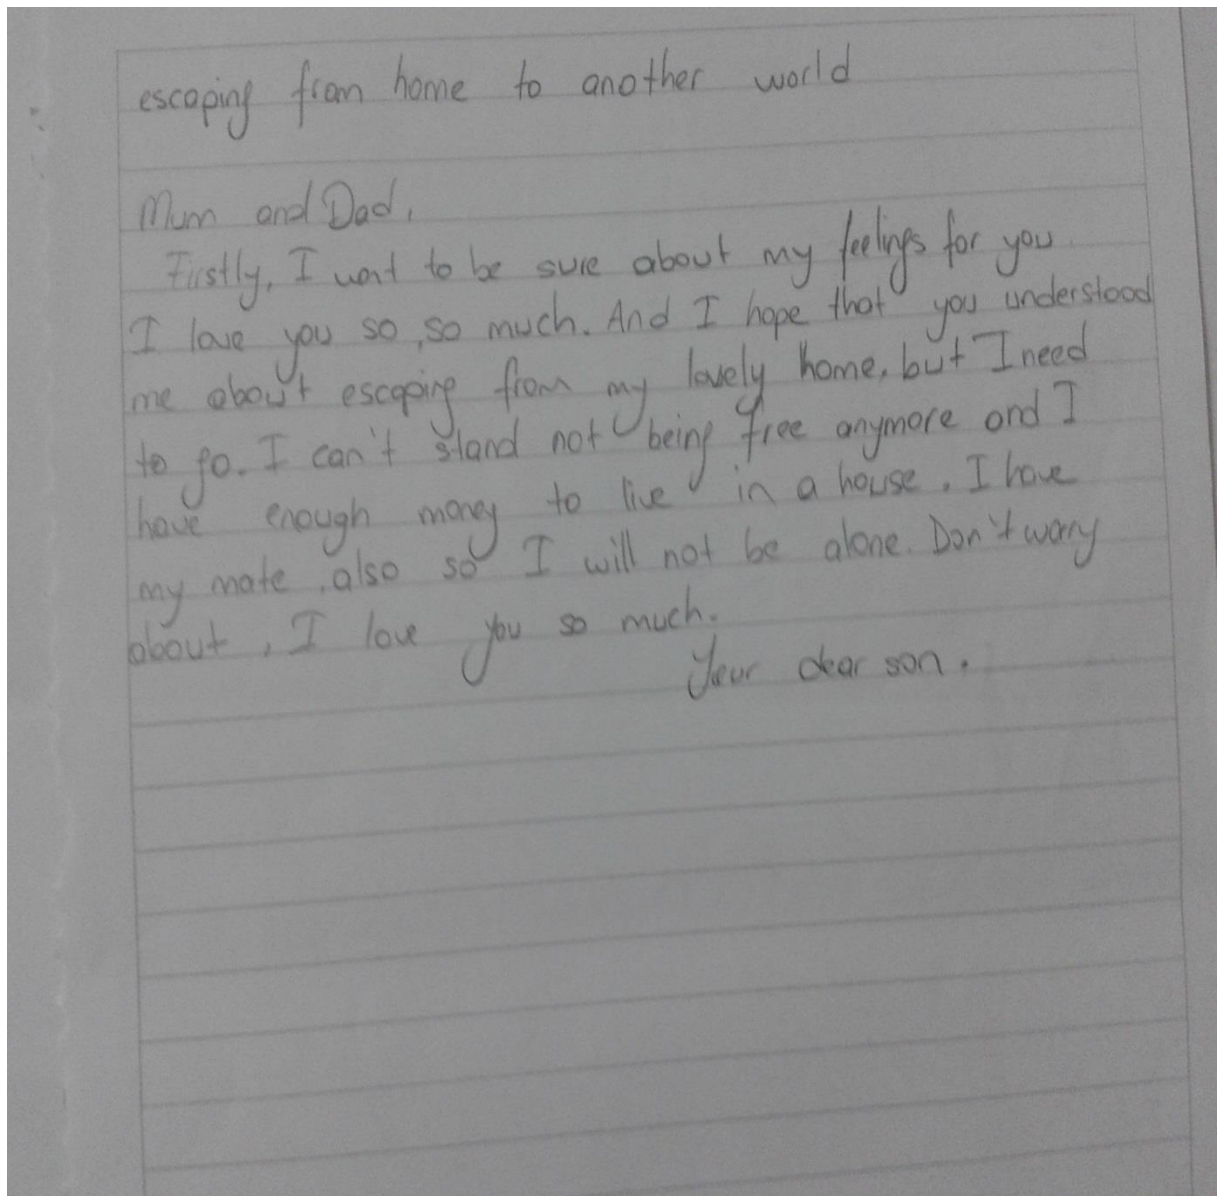 escaping from home to another world
Mum and Dad,
Firstly, I want to be sure about my feelings for you
I love you so, so much. And I hope that you understood
me about escaping from my lovely home, but I need
to go. I can't stand not being free anymore and I
have enough money to live in a house. I have
my mate, also so I will not be alone. Don't worry
about, I love you so much.
Your dear son.